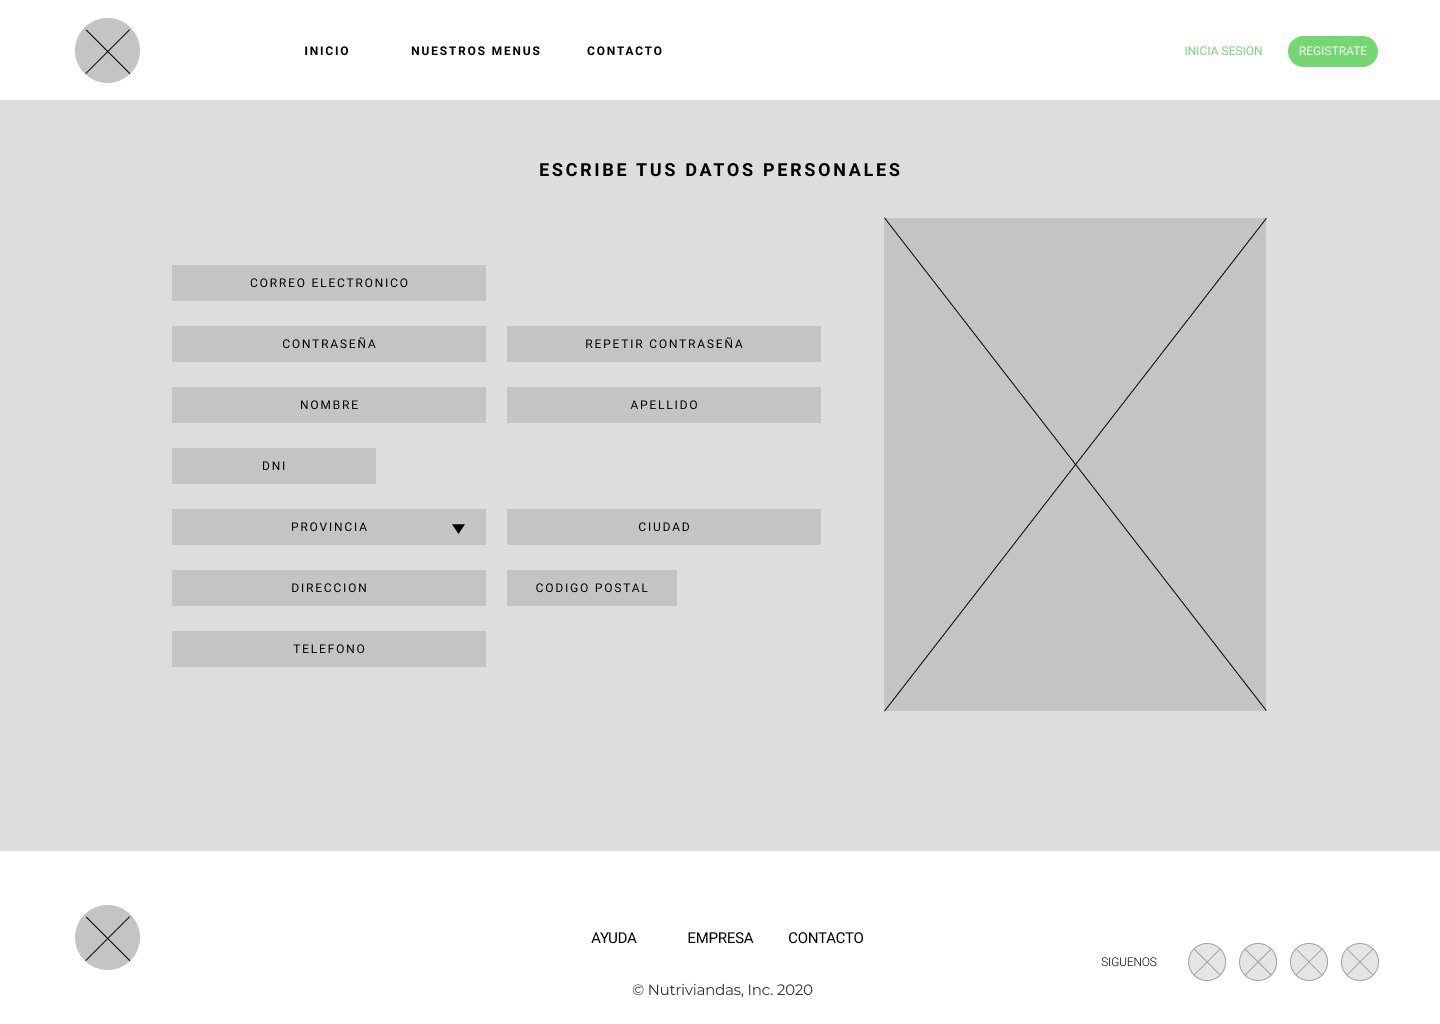 INICIO
NUESTROS MENUS
CONTACTO
INICIA SESION
REGISTRATE
ESCRIBE TUS DATOS PERSONALES
CORREO ELECTRONICO
CONTRASEÑA
REPETIR CONTRASEÑA
NOMBRE
APELLIDO
DNI
PROVINCIA
CIUDAD
DIRECCION
CODIGO POSTAL
TELEFONO
AYUDA
EMPRESA
CONTACTO
SIGUENOS
© Nutriviandas, Inc. 2020